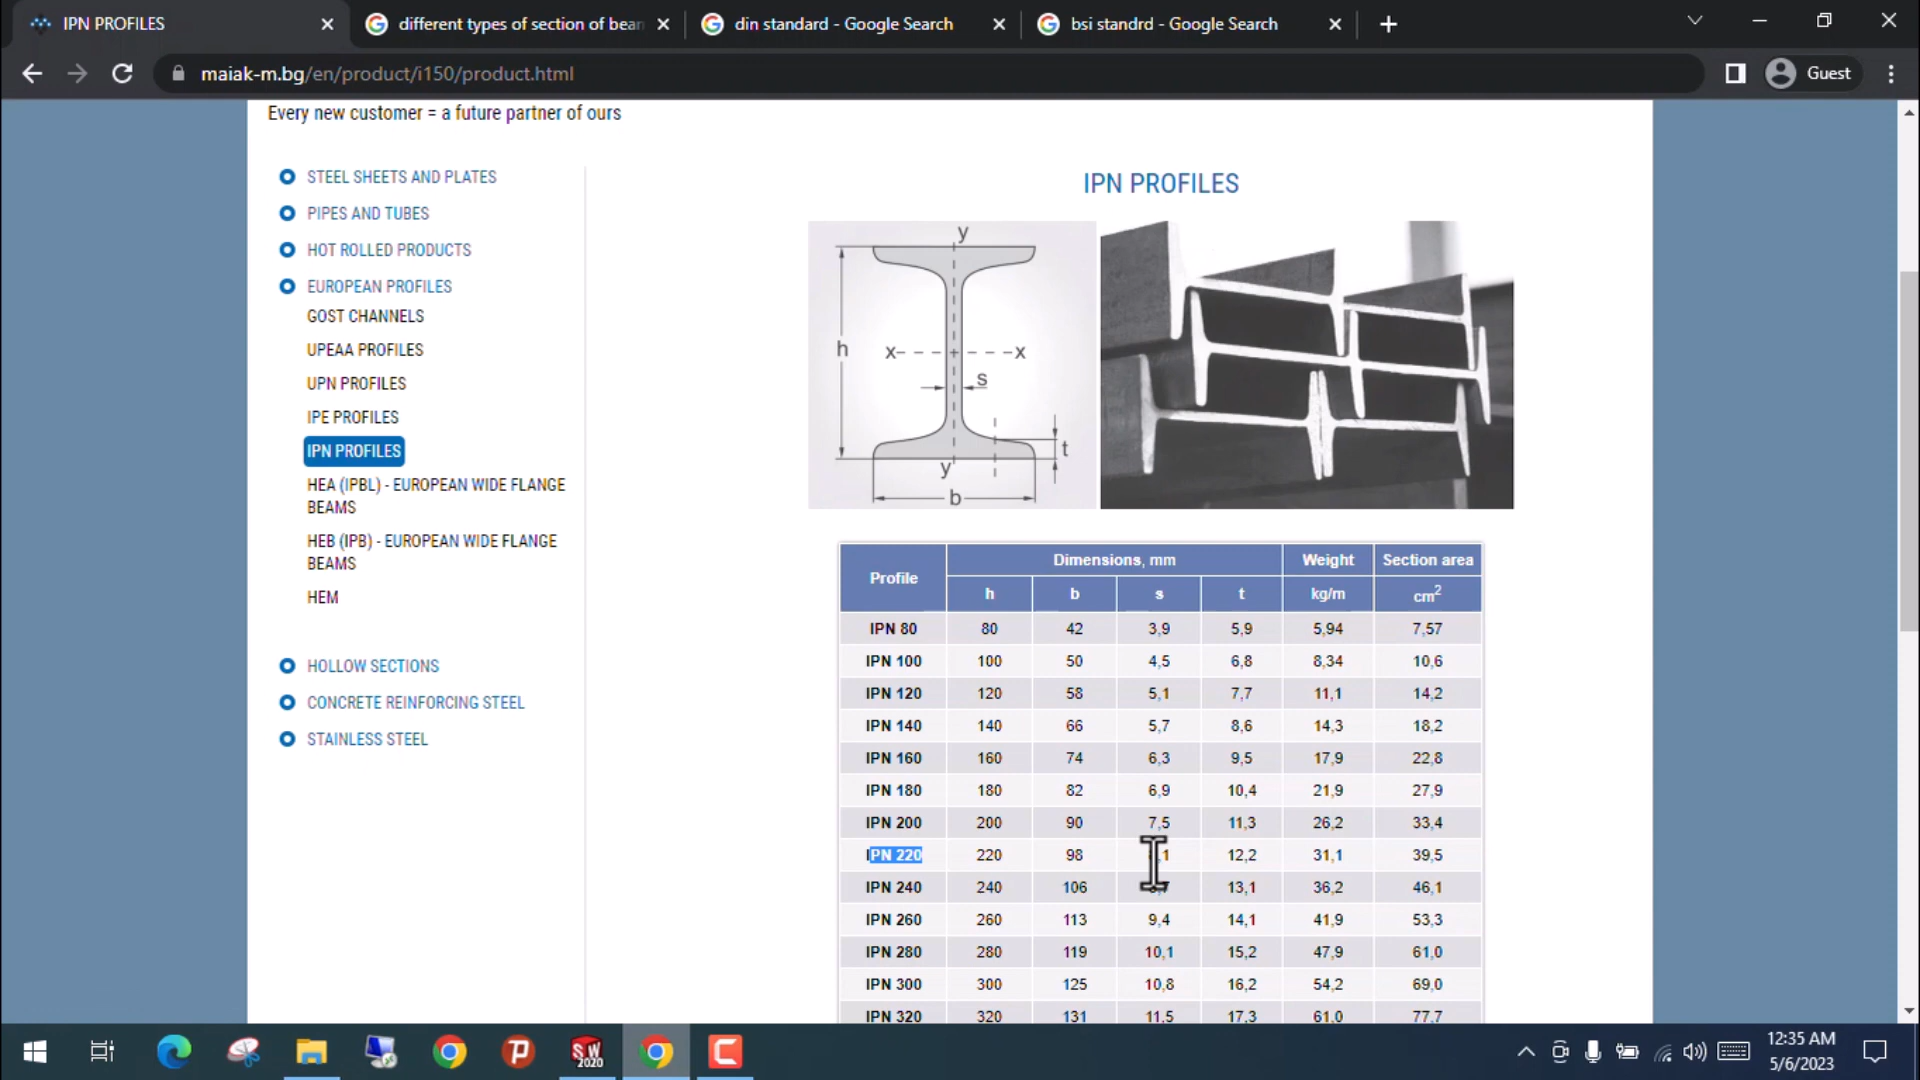 IPN PROFILES
different types of section of bear
din standard - Google Search
bsi standrd - Google Search
maiak-m.bg/en/product/i150/product.html
Guest
Every new customer = a future partner of ours
STEEL SHEETS AND PLATES
PIPES AND TUBES
HOT ROLLED PRODUCTS
EUROPEAN PROFILES
GOST CHANNELS
UPEAA PROFILES
UPN PROFILES
IPE PROFILES
IPN PROFILES
HEA (IPBL) - EUROPEAN WIDE FLANGE
BEAMS
HEB (IPB) - EUROPEAN WIDE FLANGE
BEAMS
HEM
HOLLOW SECTIONS
CONCRETE REINFORCING STEEL
STAINLESS STEEL
IPN PROFILES
y
h
x
x
s
t
y
b
Profile Dimensions, mm Weight Section area
h b s t kg/m cm2
IPN 80 80 42 3,9 5,9 5,94 7,57
IPN 100 100 50 4,5 6,8 8,34 10,6
IPN 120 120 58 5,1 7,7 11,1 14,2
IPN 140 140 66 5,7 8,6 14,3 18,2
IPN 160 160 74 6,3 9,5 17,9 22,8
IPN 180 180 82 6,9 10,4 21,9 27,9
IPN 200 200 90 7,5 11,3 26,2 33,4
IPN 220 220 98 12,2 31,1 39,5
IPN 240 240 106 13,1 36,2 46,1
IPN 260 260 113 9,4 14,1 41,9 53,3
IPN 280 280 119 10,1 15,2 47,9 61,0
IPN 300 300 125 10,8 16,2 54,2 69,0
IPN 320 320 131 11,5 17,3 61,0 77,7
SW
2020
12:35 AM
5/6/2023